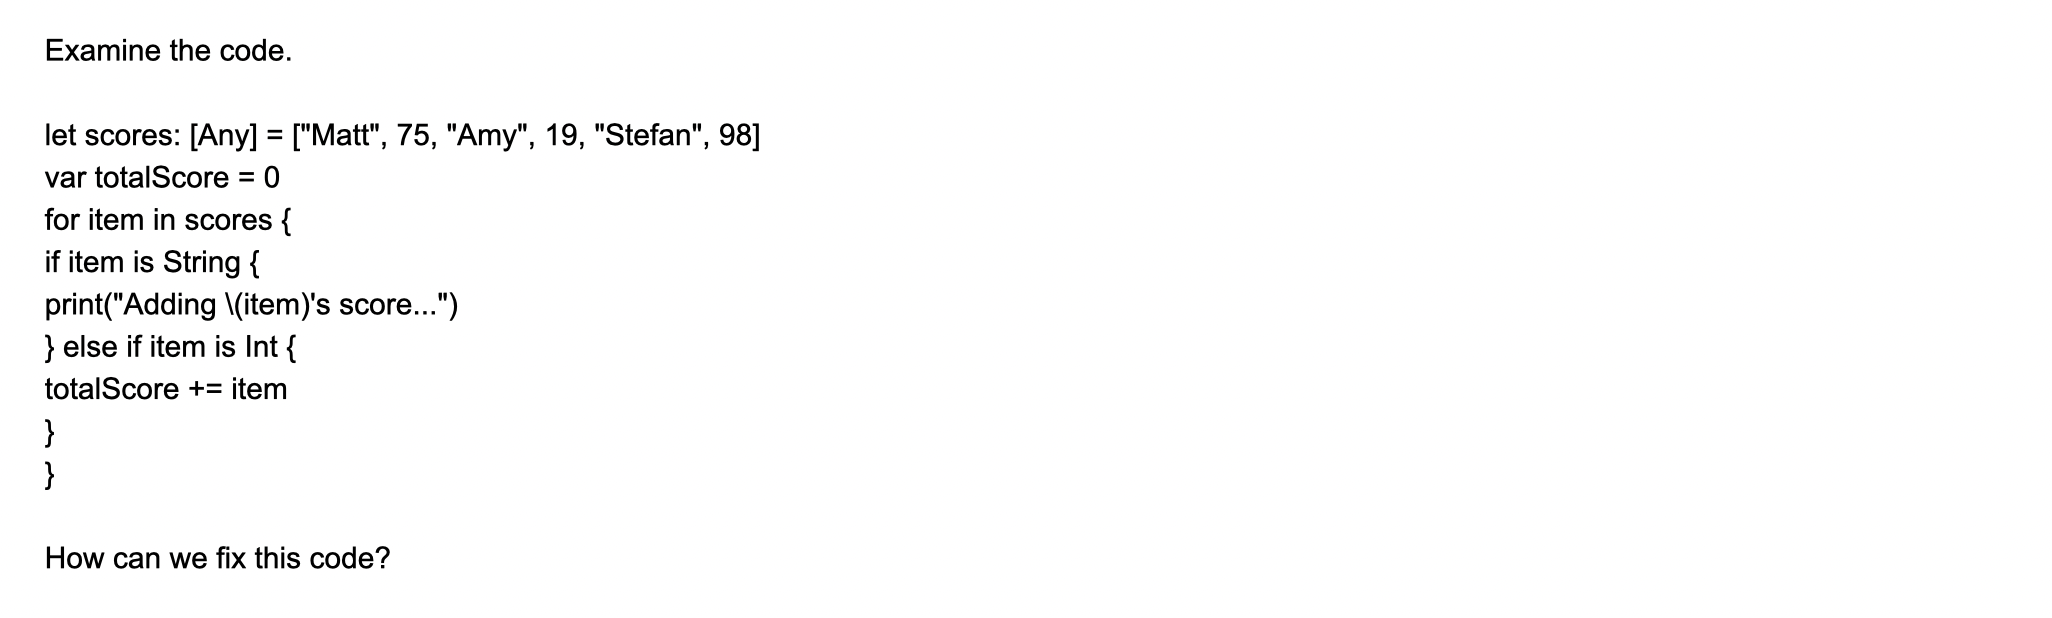 Examine the code.
let scores: [Any] = ["Matt", 75, "Amy", 19, "Stefan", 98]
var totalScore = 0
for item in scores {
if item is String {
print("Adding \(item)'s score...")
} else if item is Int {
totalScore += item
}
}
How can we fix this code?